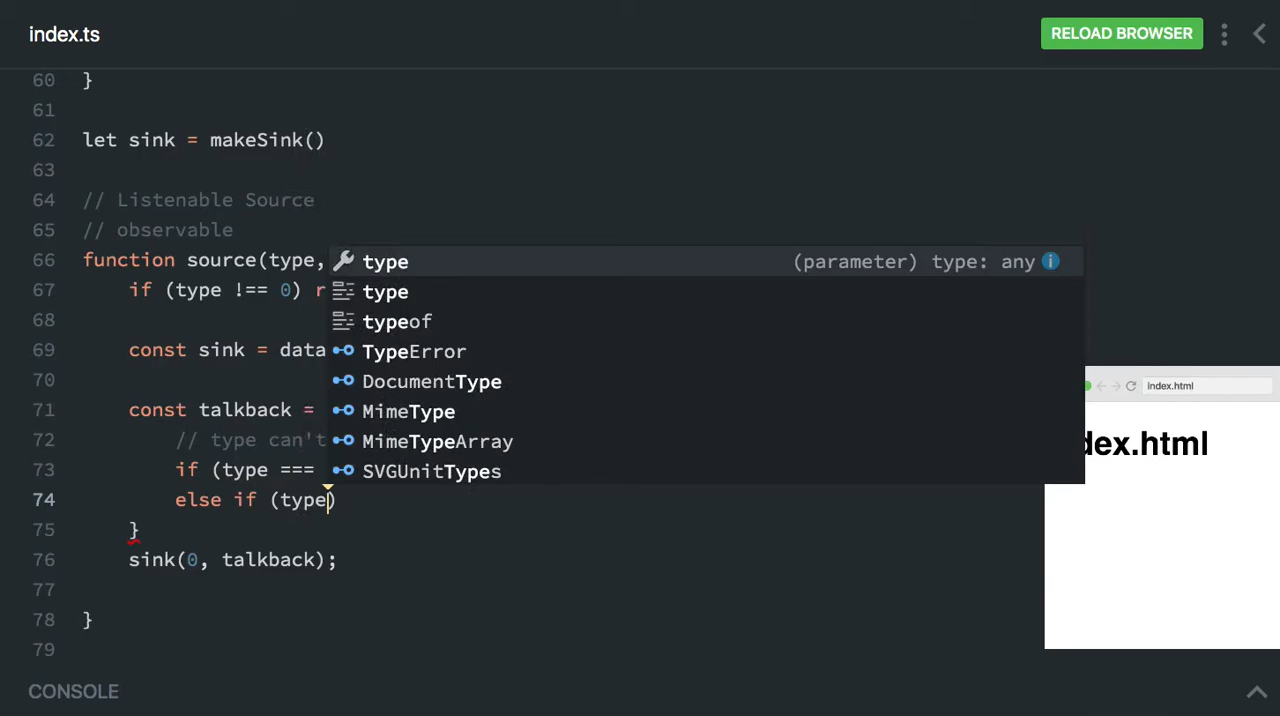 index.ts
RELOAD BROWSER
60 }
61
62 let sink = makeSink()
63
64 // Listenable Source
65 // observable
66 function source(type,
67 if (type !== 0) r
68
69 const sink = data
70
71 const talkback =
72 // type can't
73 if (type ===
74 else if (type)
75 }
76 sink(0, talkback);
77
78 }
79
type (parameter) type: any
type
typeof
TypeError
DocumentType
MimeType
MimeTypeArray
SVGUnitTypes
index.html
dex.html
CONSOLE